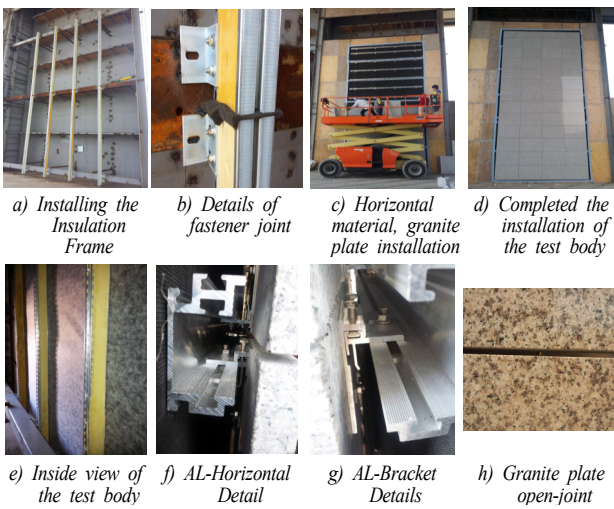 a) Installing the
Insulation
Frame
b) Details of
fastener joint
c) Horizontal
material, granite
plate installation
d) Completed the
installation of
the test body
e) Inside view of
the test body
f) AL-Horizontal
Detail
g) AL-Bracket
Details
h) Granite plate
open-joint